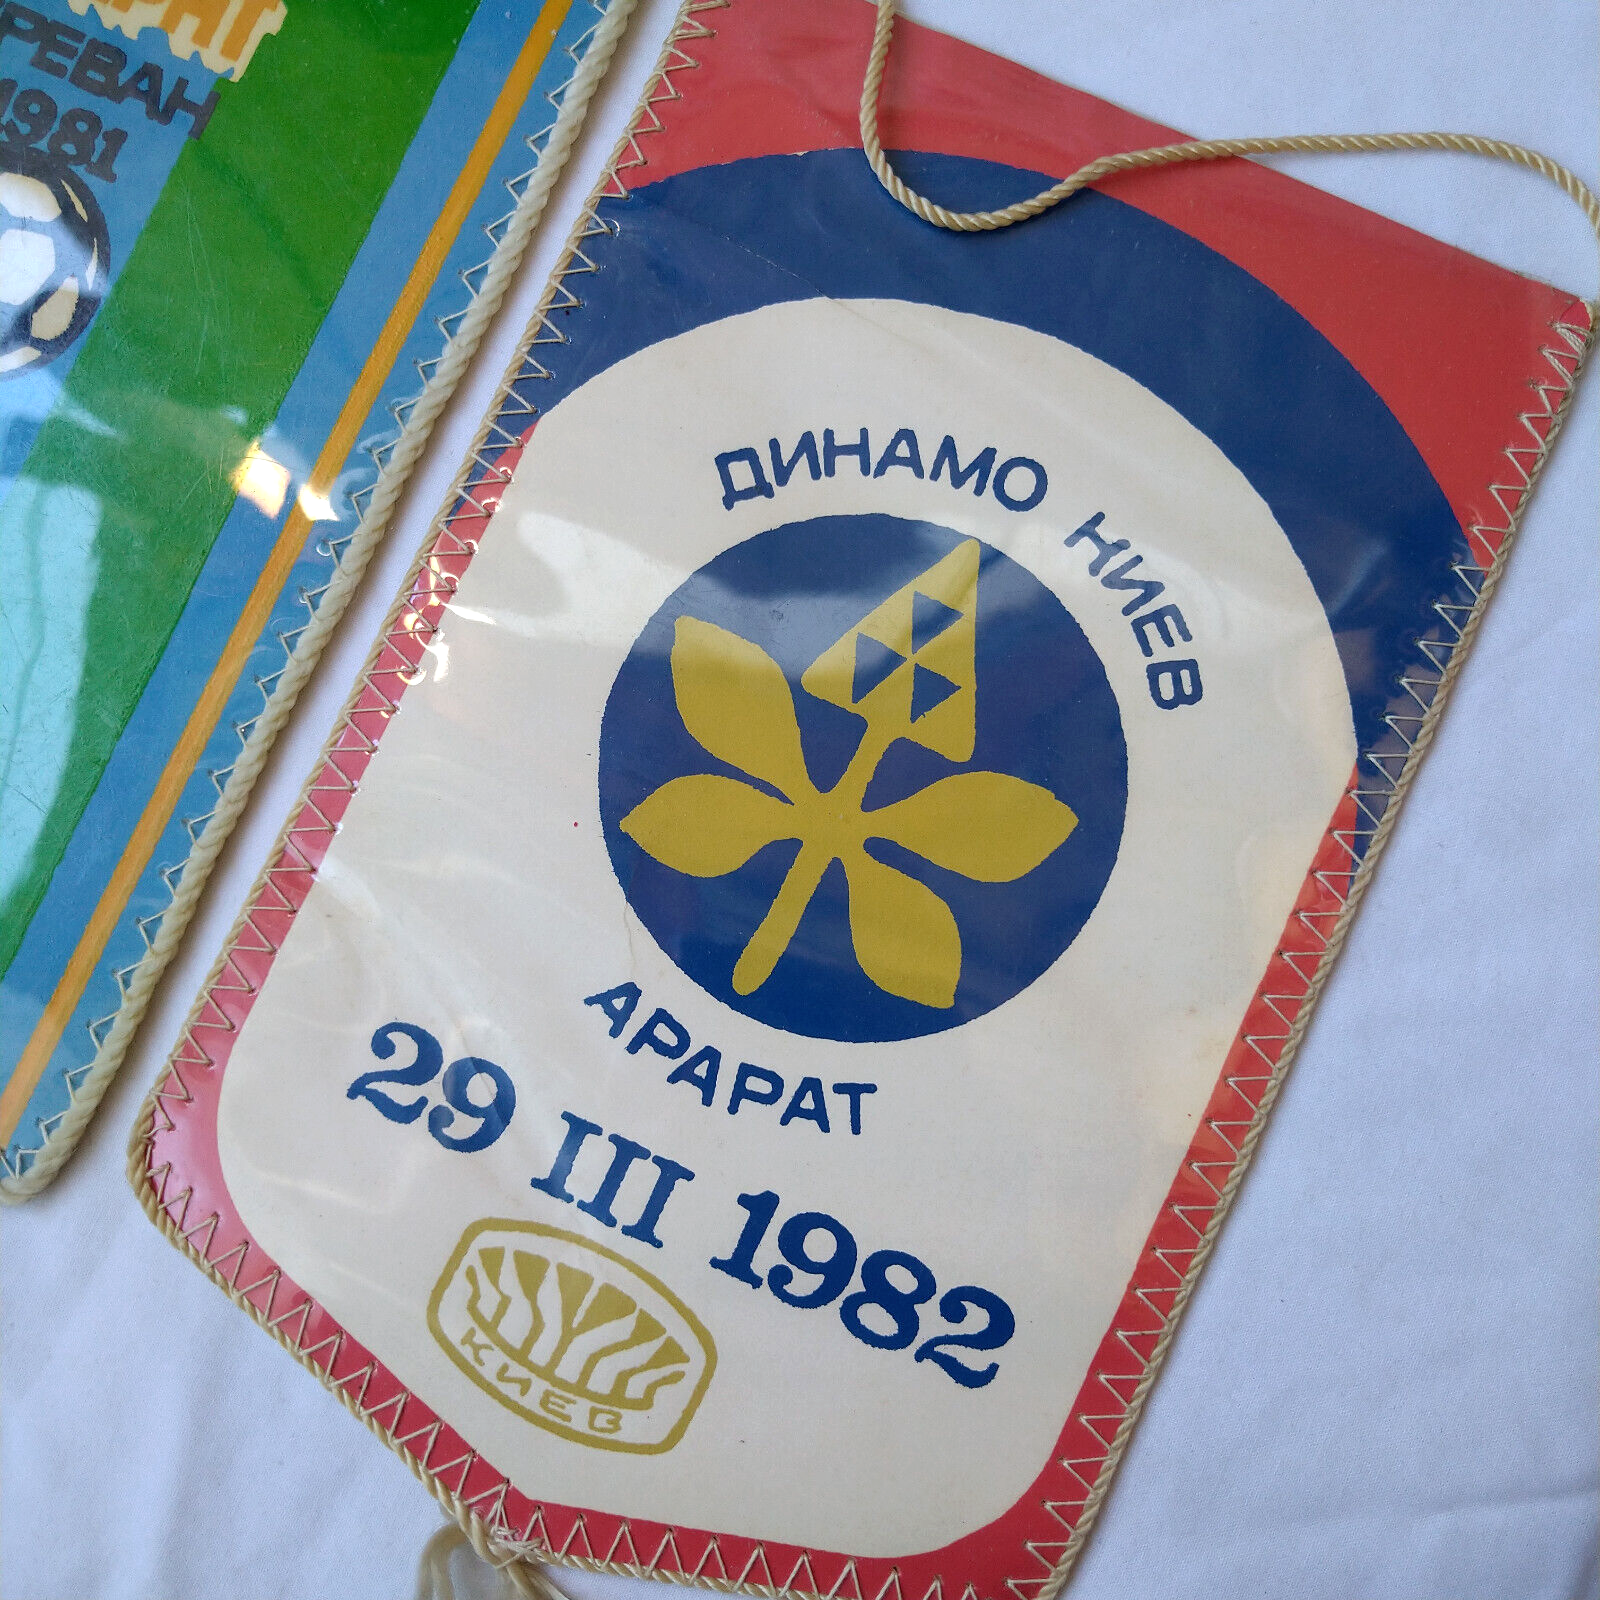 РЕВАН
1981
ДИНАМО КИЕВ
АРАРАТ
29 III 1982
КИЕВ